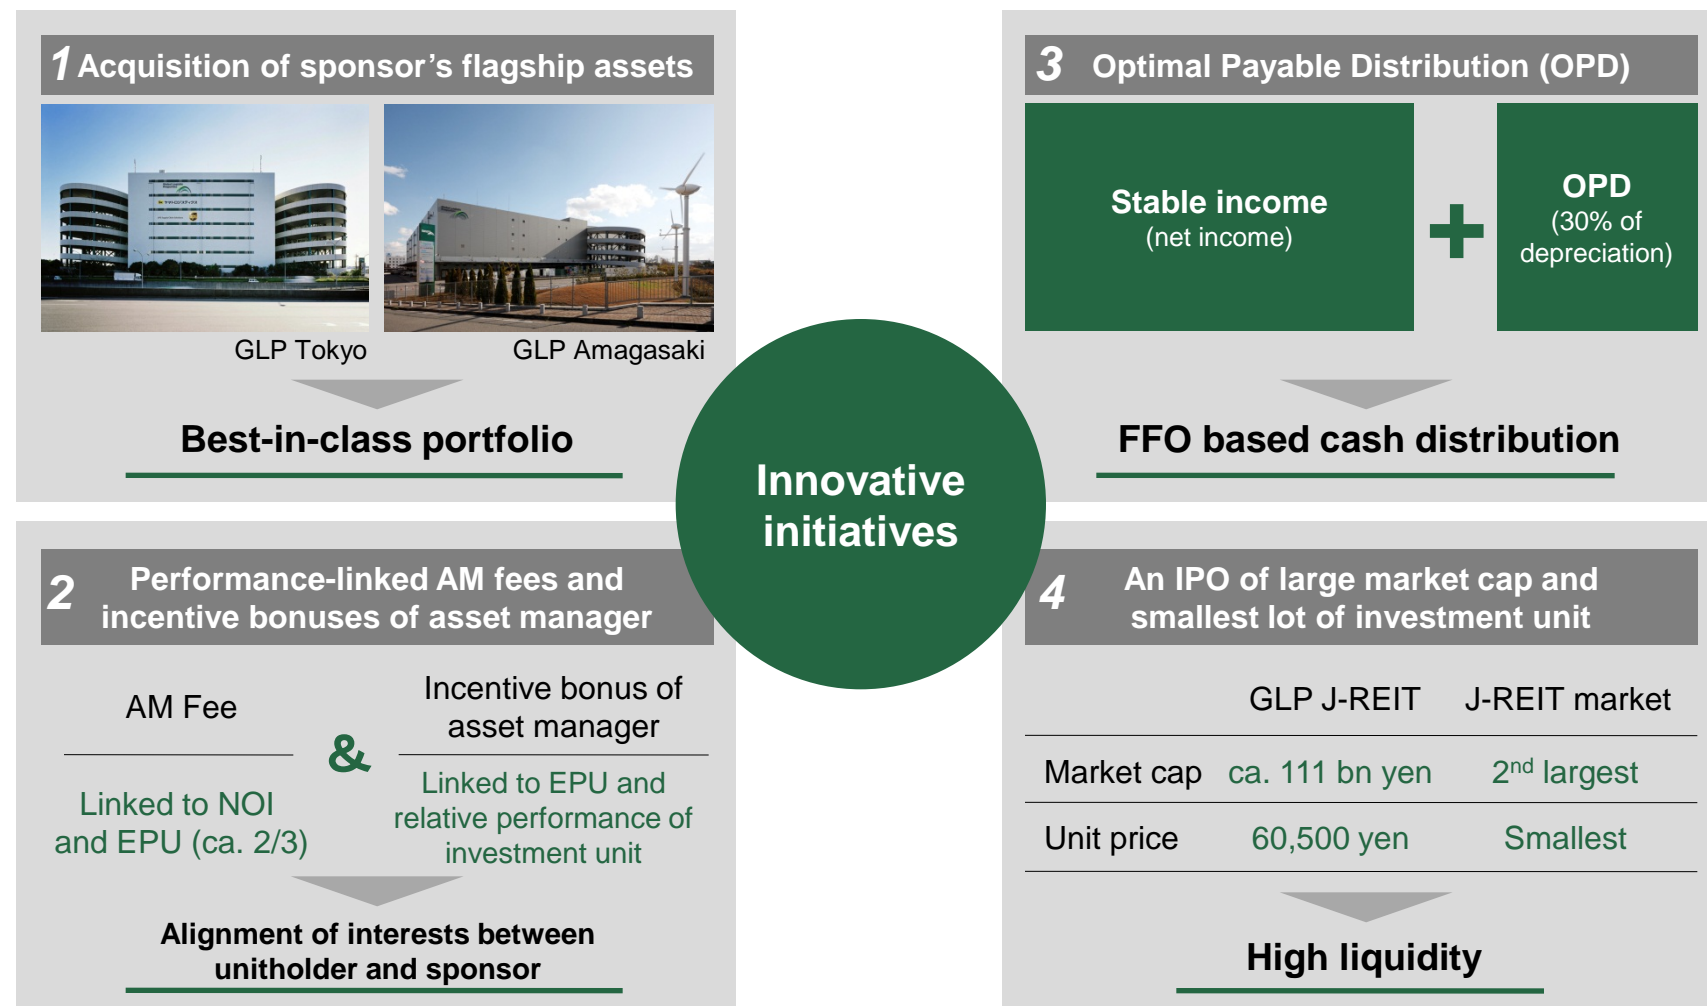 1 Acquisition of sponsor’s flagship assets
GLP Tokyo
GLP Amagasaki
Best-in-class portfolio
2 Performance-linked AM fees and
incentive bonuses of asset manager
AM Fee
Linked to NOI
and EPU (ca. 2/3)
&
Incentive bonus of
asset manager
Linked to EPU and
relative performance of
investment unit
Alignment of interests between
unitholder and sponsor
Innovative
initiatives
3 Optimal Payable Distribution (OPD)
Stable income
(net income)
+
OPD
(30% of
depreciation)
FFO based cash distribution
4 An IPO of large market cap and
smallest lot of investment unit
GLP J-REIT J-REIT market
Market cap ca. 111 bn yen 2nd largest
Unit price 60,500 yen Smallest
High liquidity